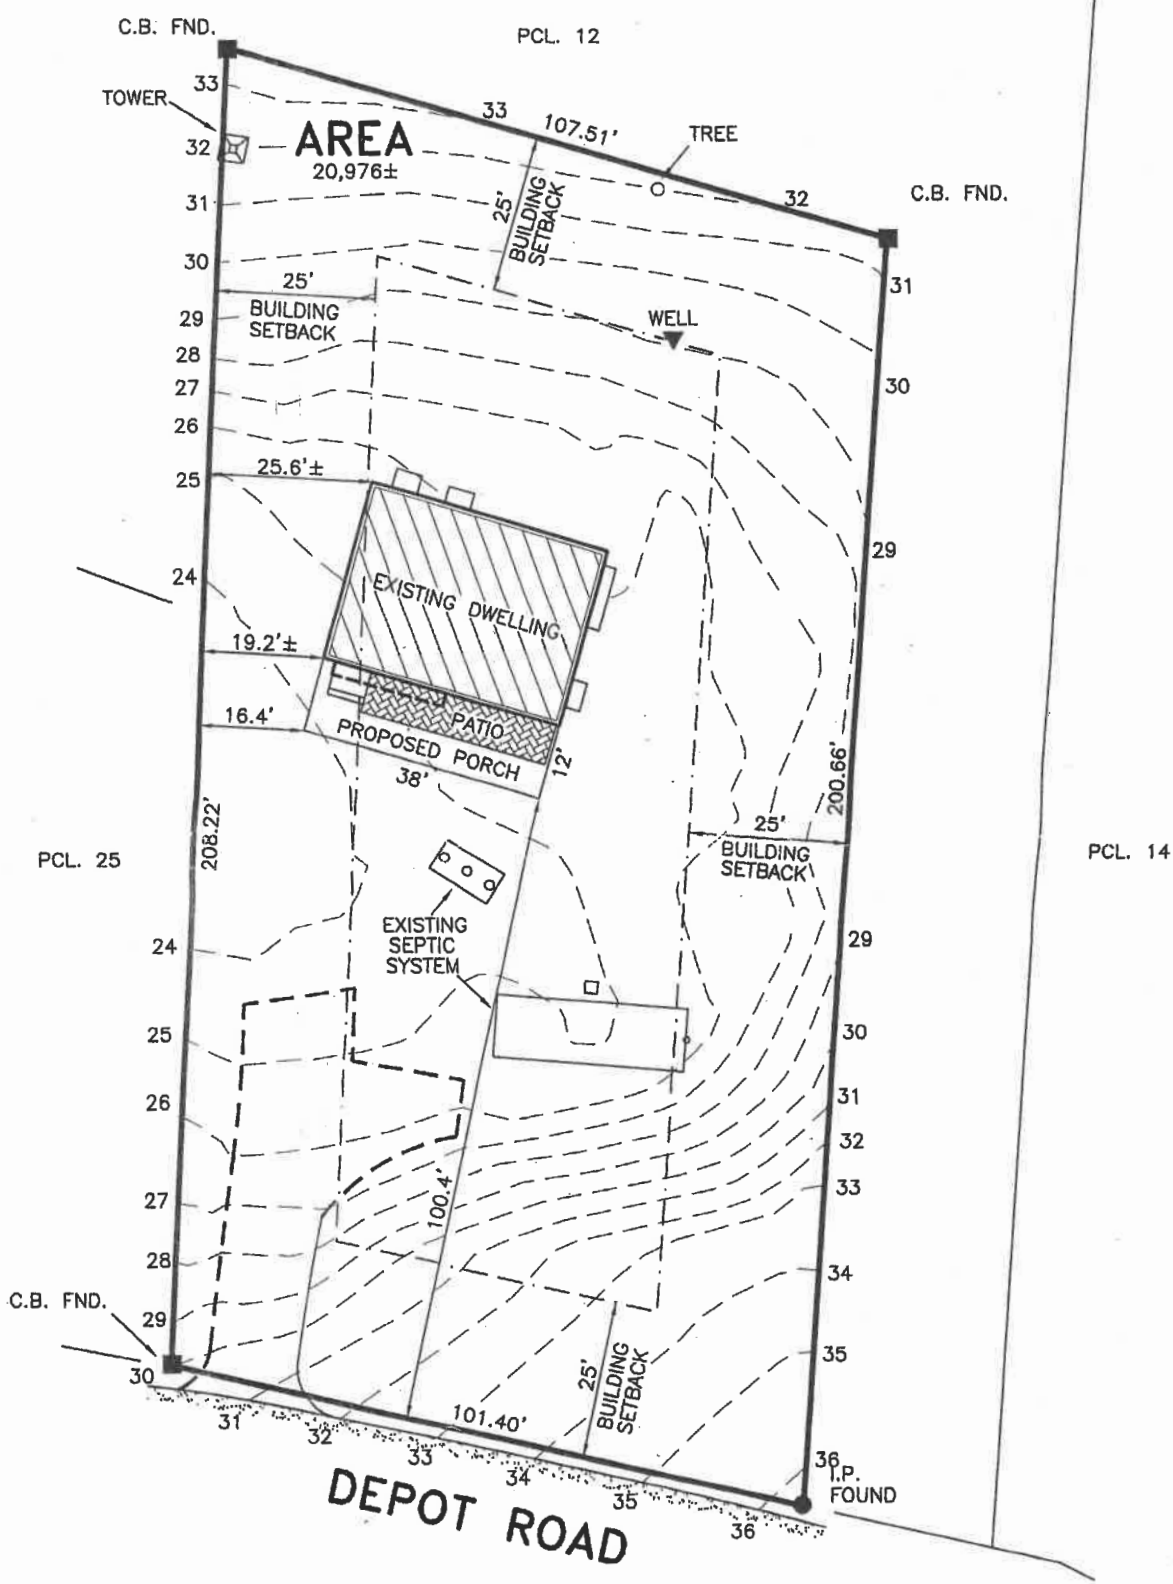 C.B. FND.
PCL. 12
33
TOWER
33
107.51'
TREE
32
AREA
20,976±
32
C.B. FND.
31
25'
BUILDING
SETBACK
30
31
25'
BUILDING
SETBACK
29
WELL
28
27
30
26
25
25.6'±
29
24
EXISTING DWELLING
19.2'±
16.4'
PATIO
PROPOSED PORCH
12'
38'
200.66'
208.22'
25'
BUILDING
SETBACK
PCL. 25
PCL. 14
EXISTING
SEPTIC
SYSTEM
24
29
25
30
26
31
32
27
33
100.4'
28
34
C.B. FND.
29
35
25'
BUILDING
SETBACK
30
31
32
101.40'
33
34
35
36
36
I.P.
FOUND
DEPOT ROAD